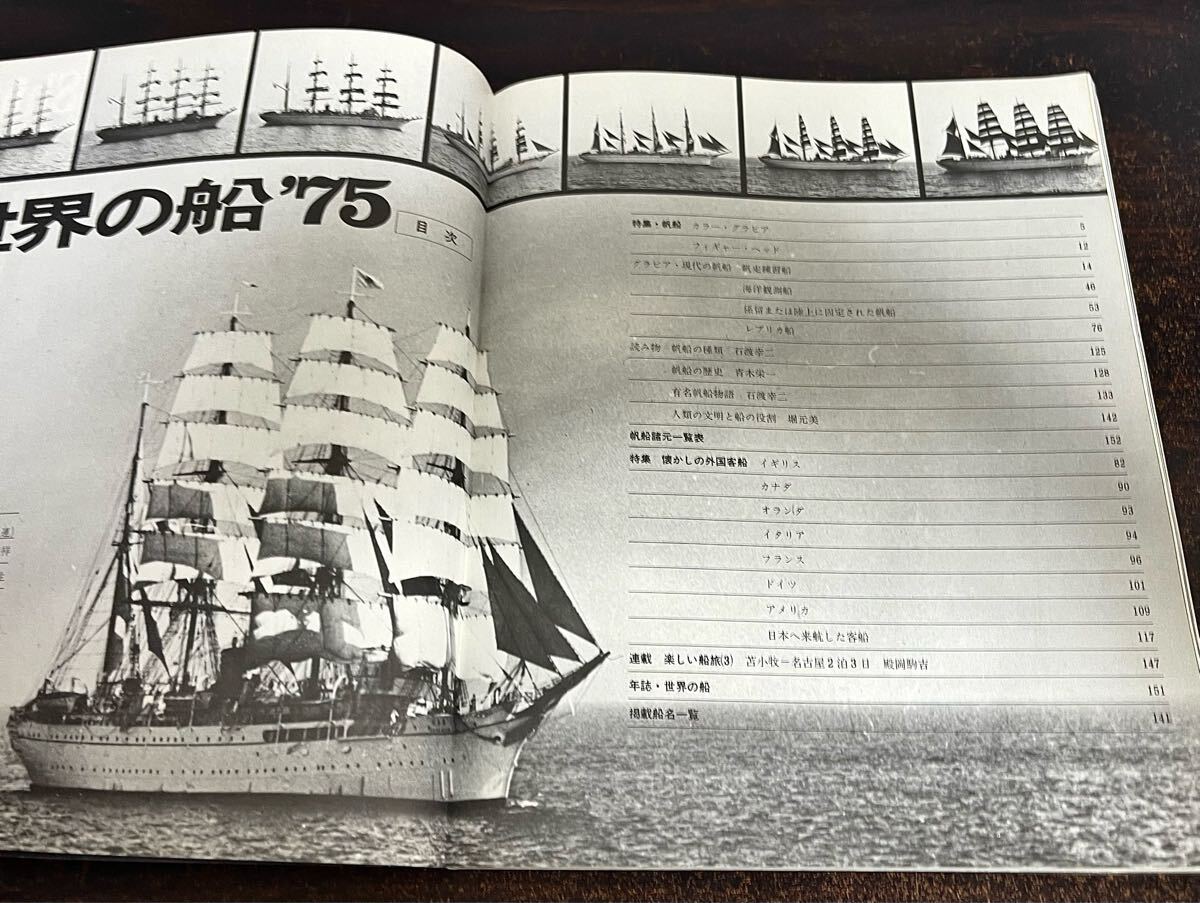 世界の船'75
目次
特集・帆船 カラー・グラビア 5
フィギャー・ヘッド 12
グラビア・現代の帆船 帆走練習船 14
海洋観測船 46
係留または陸上に固定された帆船 53
レプリカ船 76
読み物 帆船の種類 石渡幸二 125
帆船の歴史 青木栄一 128
有名帆船物語 石渡幸二 133
人類の文明と船の役割 堀元美 142
帆船諸元一覧表 152
特集 懐かしの外国客船 イギリス 82
カナダ 90
オランダ 93
イタリア 94
フランス 96
ドイツ 101
アメリカ 109
日本へ来航した客船 117
連載 楽しい船旅(3) 苫小牧=名古屋2泊3日 殿岡駒吉 147
年誌・世界の船 151
掲載船名一覧 141